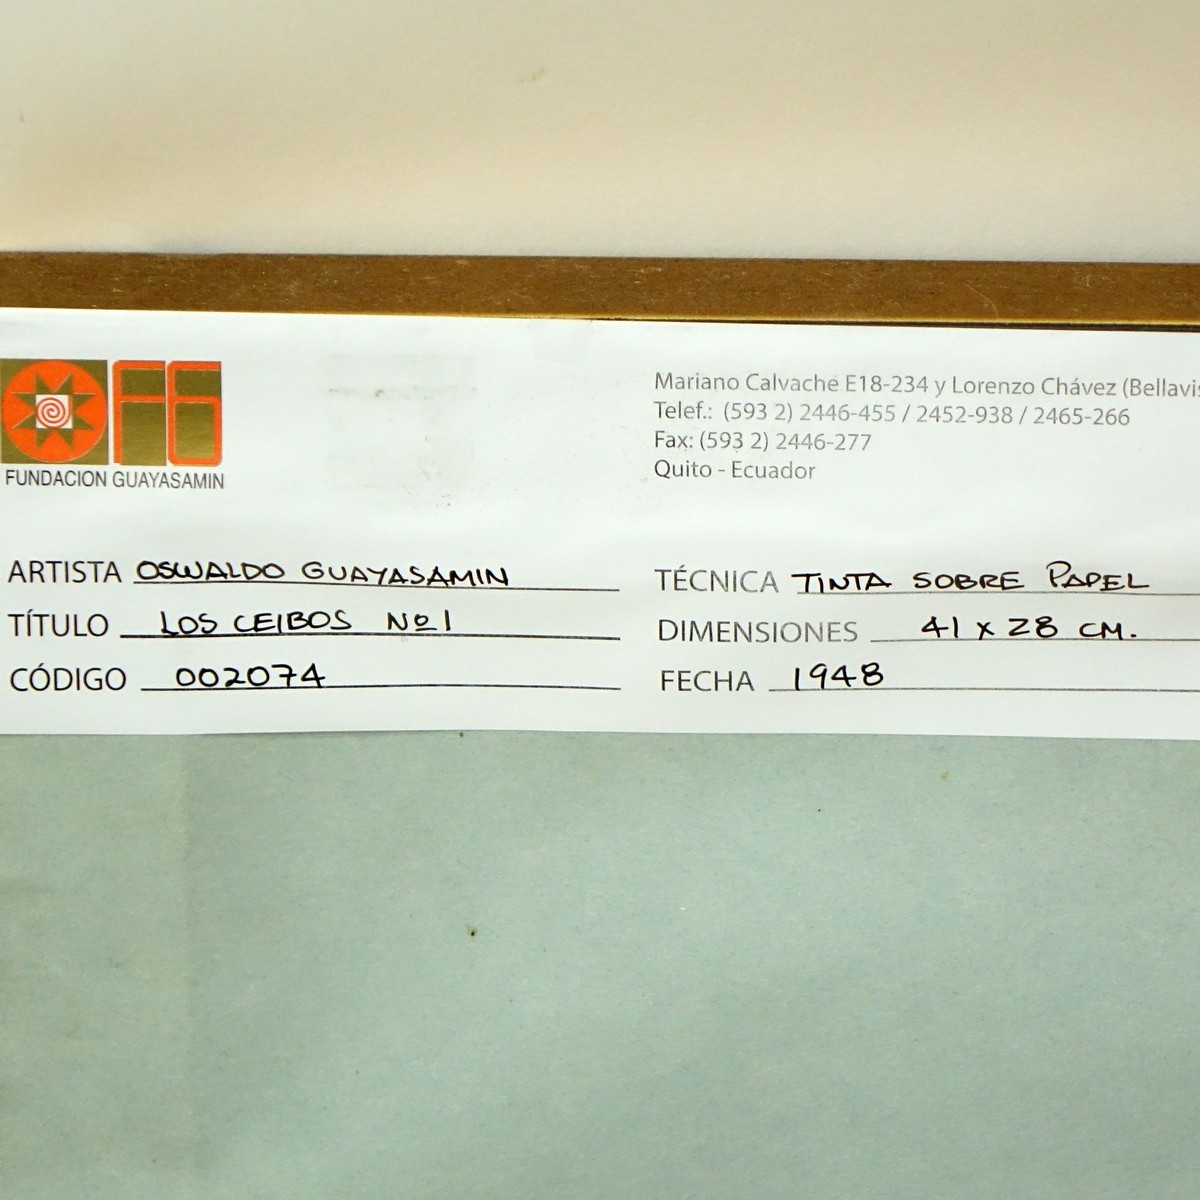 FG
FUNDACION GUAYASAMIN
Mariano Calvache E18-234 y Lorenzo Chávez
Telef.: (593 2) 2446-455 / 2452-938 / 2465-266
Fax: (593 2) 2446-277
Quito - Ecuador
ARTISTA OSWALDO GUAYASAMIN
TÍTULO LOS CEIBOS Nº 1
CÓDIGO 002074
TÉCNICA TINTA SOBRE PAPEL
DIMENSIONES 41 x 28 CM.
FECHA 1948